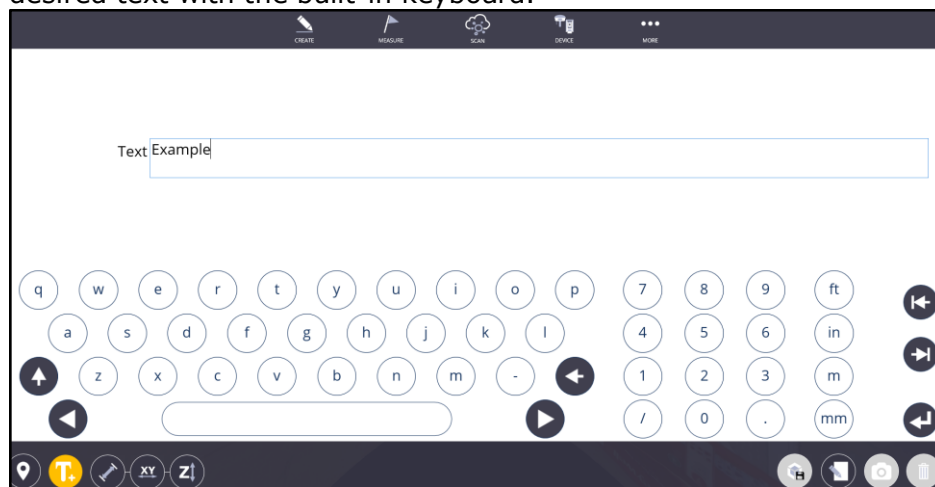 desired text with the built-in keyboard.
CREATE MEASURE SCAN DEVICE MORE
Text Example
q w e r t y u i o p 7 8 9 ft
a s d f g h j k l 4 5 6 in
z x c v b n m - 1 2 3 m
/ 0 . mm
T XY Z